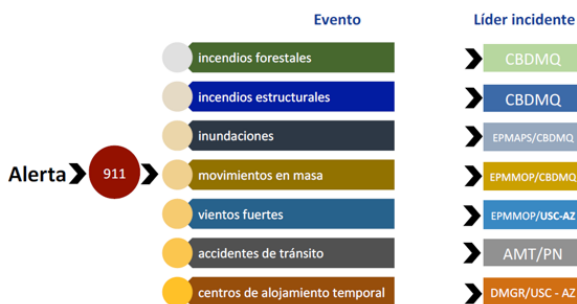 Evento Líder incidente
incendios forestales CBDMQ
incendios estructurales CBDMQ
inundaciones EPMAPS/CBDMQ
Alerta 911 movimientos en masa EPMMOP/CBDMQ
vientos fuertes EPMMOP/USC-AZ
accidentes de tránsito AMT/PN
centros de alojamiento temporal DMGR/USC - AZ